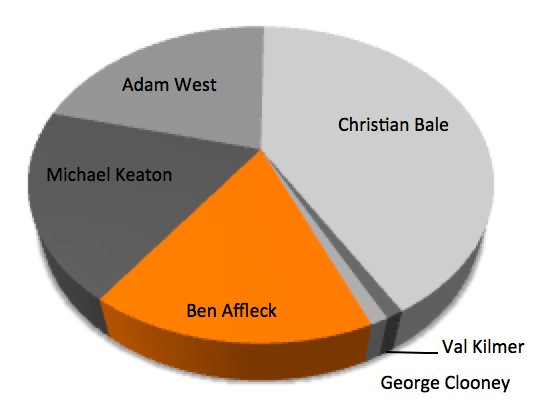 Adam West
Christian Bale
Michael Keaton
Ben Affleck
Val Kilmer
George Clooney